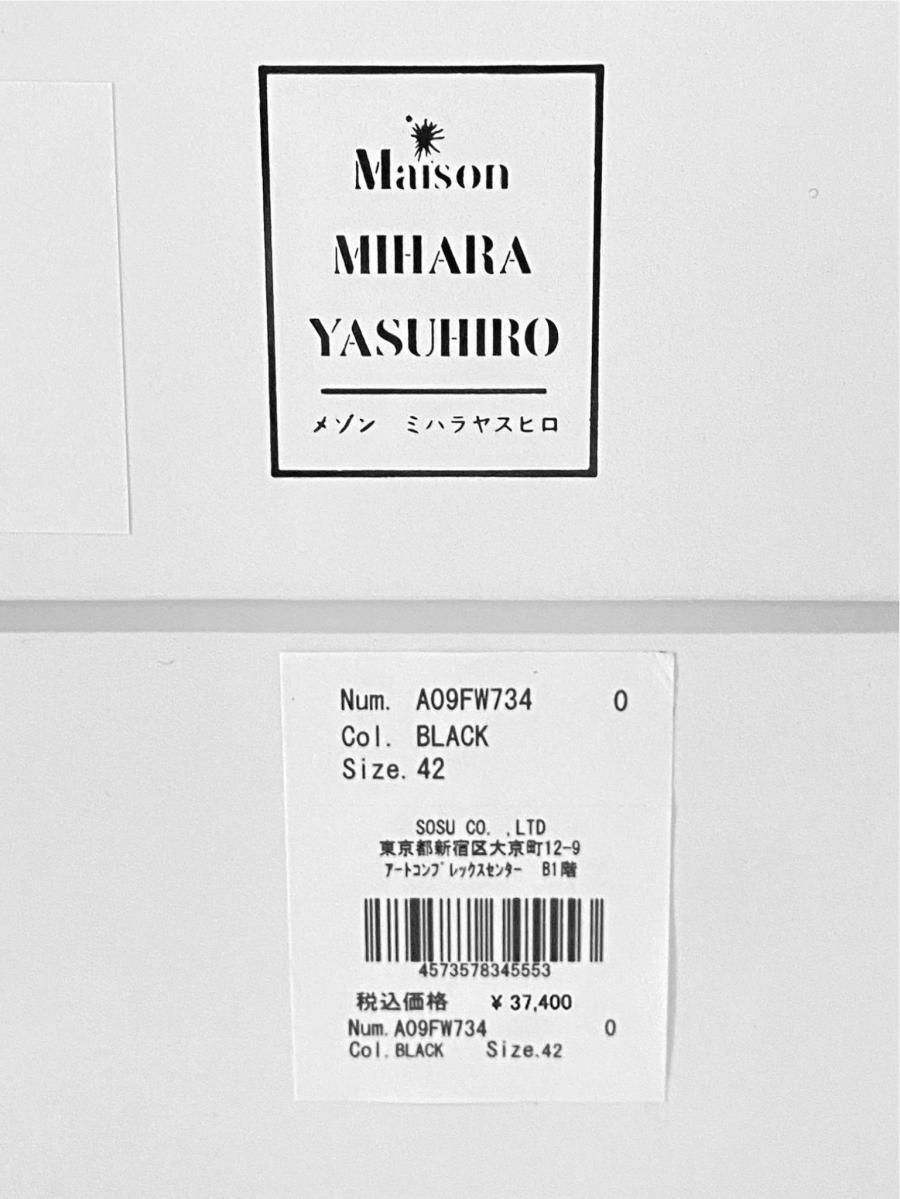 Maison
MIHARA
YASUHIRO
メゾン ミハラヤスヒロ
Num. A09FW734 0
Col. BLACK
Size. 42
SOSU CO. ,LTD
東京都新宿区大京町12-9
ｱｰﾄｺﾝﾌﾟﾚｯｸｽｾﾝﾀｰ B1階
4573578345553
税込価格 ¥ 37,400
Num. A09FW734 0
Col. BLACK Size. 42